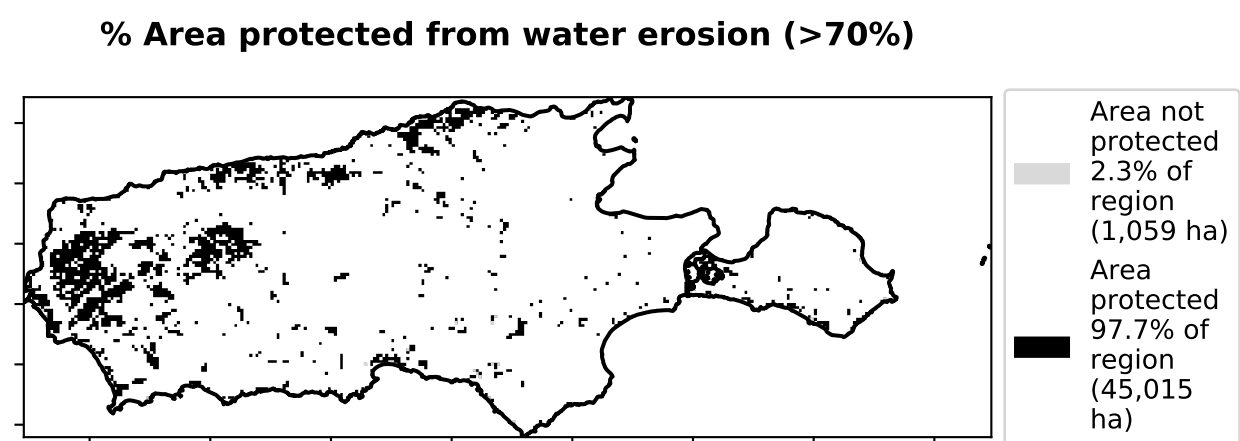 % Area protected from water erosion (>70%)
Area not
protected
2.3% of
region
(1,059 ha)
Area
protected
97.7% of
region
(45,015
ha)